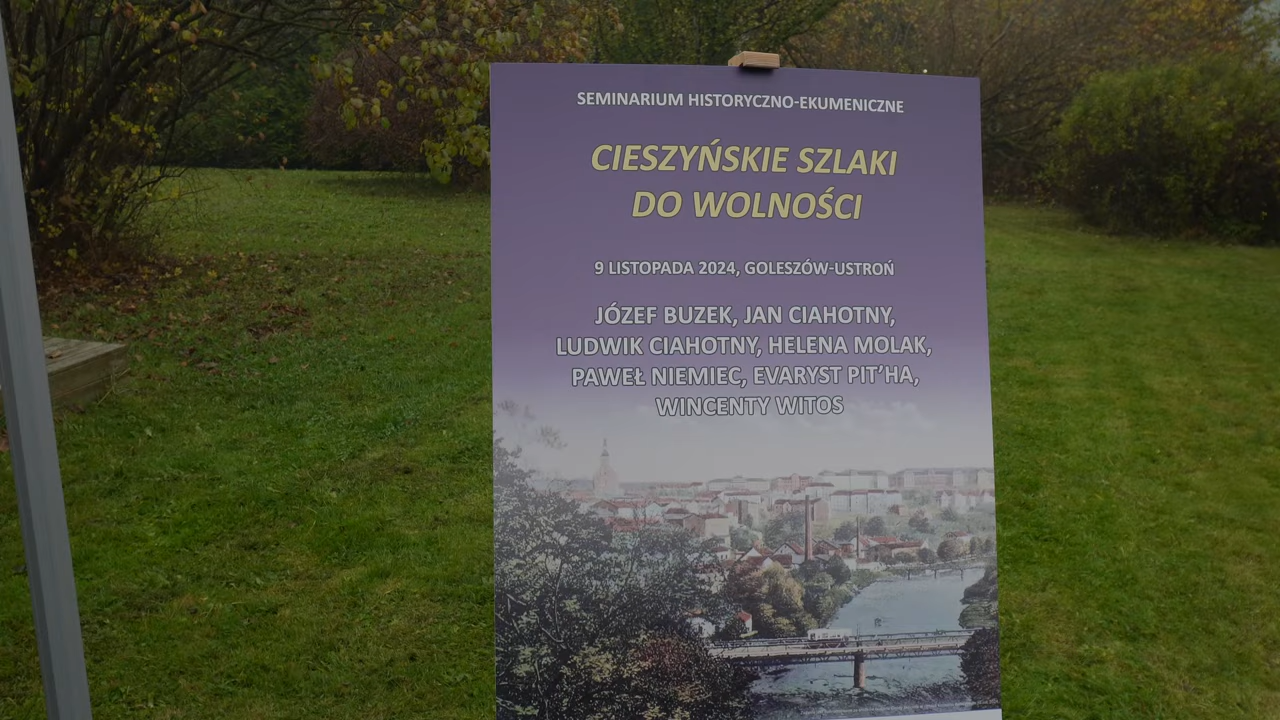 SEMINARIUM HISTORYCZNO-EKUMENICZNE
CIESZYŃSKIE SZLAKI
DO WOLNOŚCI
9 LISTOPADA 2024, GOLESZÓW-USTROŃ
JÓZEF BUZEK, JAN CIAHOTNY,
LUDWIK CIAHOTNY, HELENA MOLAK,
PAWEŁ NIEMIEC, EVARYST PIT'HA,
WINCENTY WITOS